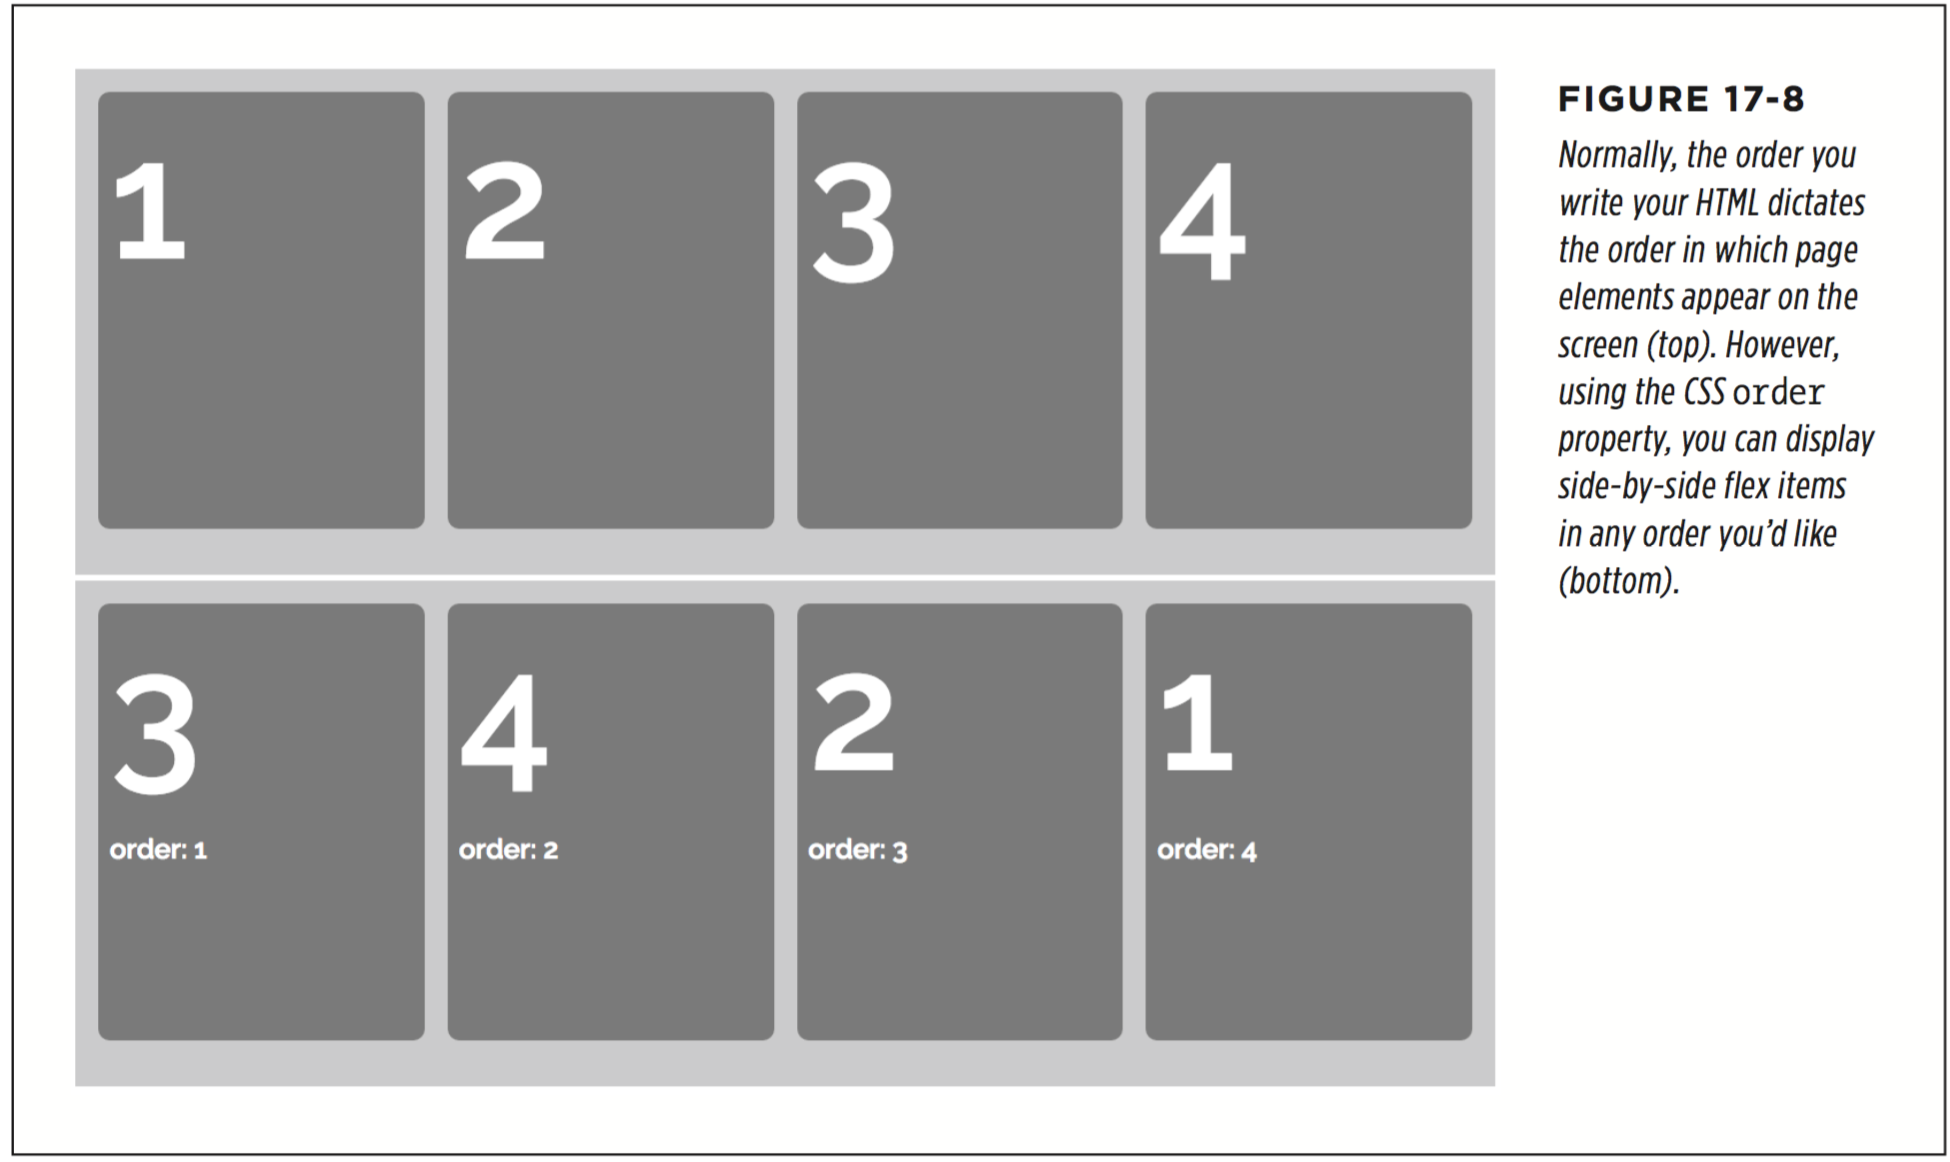 1 2 3 4
3 4 2 1
order: 1 order: 2 order: 3 order: 4
FIGURE 17-8
Normally, the order you
write your HTML dictates
the order in which page
elements appear on the
screen (top). However,
using the CSS order
property, you can display
side-by-side flex items
in any order you’d like
(bottom).